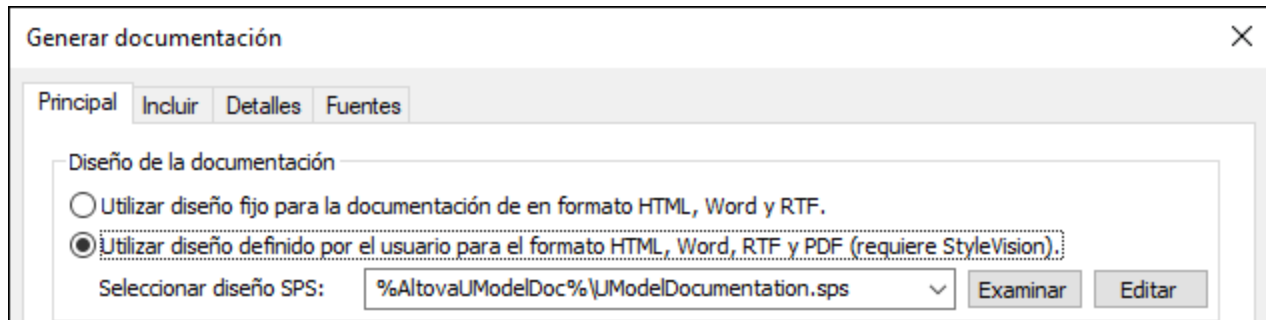 Generar documentación
Principal Incluir Detalles Fuentes
Diseño de la documentación
Utilizar diseño fijo para la documentación de en formato HTML, Word y RTF.
Utilizar diseño definido por el usuario para el formato HTML, Word, RTF y PDF (requiere StyleVision).
Seleccionar diseño SPS: %AltovaUModelDoc%\UModelDocumentation.sps Examinar Editar